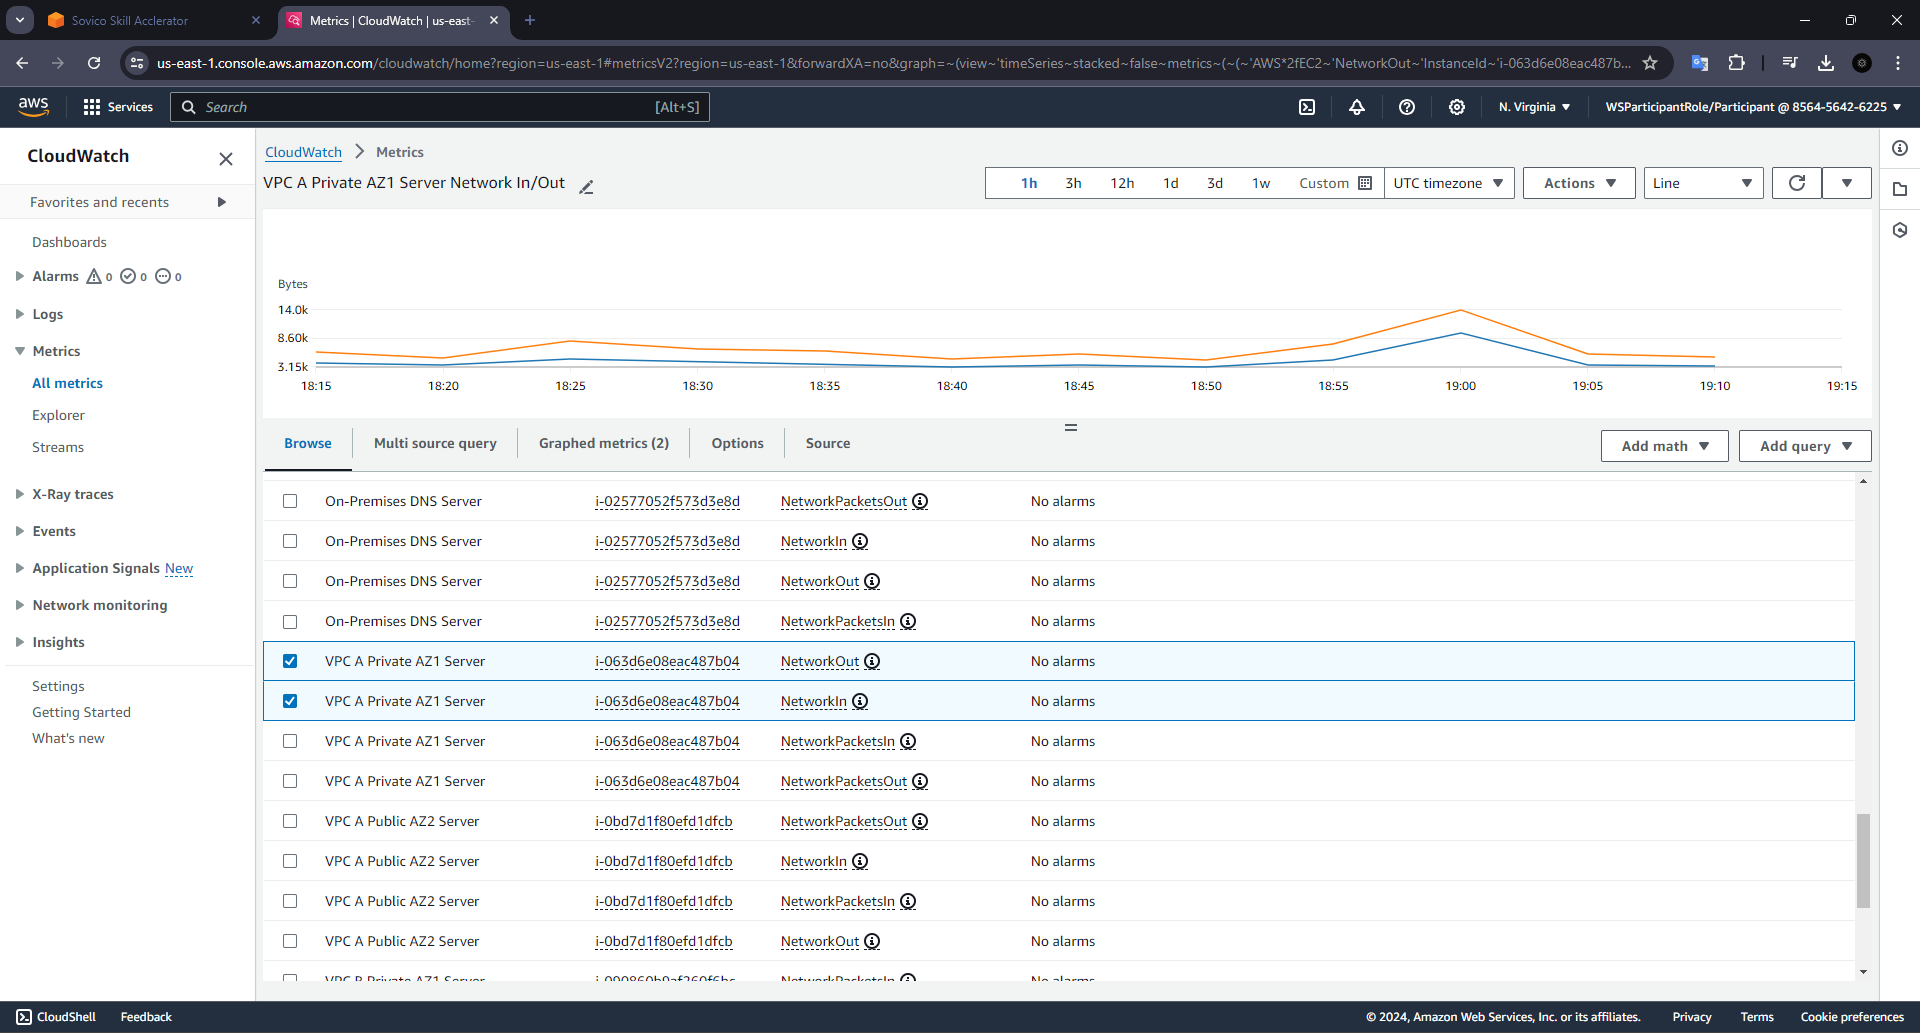 Sovico Skill Acclerator
Metrics | CloudWatch | us-east-
us-east-1.console.aws.amazon.com/cloudwatch/home?region=us-east-1#metricsV2?region=us-east-1&forwardXA=no&graph=~(view~'timeSeries~stacked~false~metrics~(~(~'AWS*2fEC2~'NetworkOut~'InstanceId~'i-063d6e08eac487b...
aws Services Search [Alt+S] N. Virginia WSParticipantRole/Participant @ 8564-5642-6225
CloudWatch
Favorites and recents
Dashboards
Alarms 0 0 0
Logs
Metrics
All metrics
Explorer
Streams
X-Ray traces
Events
Application Signals New
Network monitoring
Insights
Settings
Getting Started
What's new
CloudWatch Metrics
VPC A Private AZ1 Server Network In/Out
1h 3h 12h 1d 3d 1w Custom UTC timezone Actions Line
Bytes
14.0k
8.60k
3.15k
18:15 18:20 18:25 18:30 18:35 18:40 18:45 18:50 18:55 19:00 19:05 19:10 19:15
Browse Multi source query Graphed metrics (2) Options Source Add math Add query
On-Premises DNS Server i-02577052f573d3e8d NetworkPacketsOut No alarms
On-Premises DNS Server i-02577052f573d3e8d NetworkIn No alarms
On-Premises DNS Server i-02577052f573d3e8d NetworkOut No alarms
On-Premises DNS Server i-02577052f573d3e8d NetworkPacketsIn No alarms
VPC A Private AZ1 Server i-063d6e08eac487b04 NetworkOut No alarms
VPC A Private AZ1 Server i-063d6e08eac487b04 NetworkIn No alarms
VPC A Private AZ1 Server i-063d6e08eac487b04 NetworkPacketsIn No alarms
VPC A Private AZ1 Server i-063d6e08eac487b04 NetworkPacketsOut No alarms
VPC A Public AZ2 Server i-0bd7d1f80efd1dfcb NetworkPacketsOut No alarms
VPC A Public AZ2 Server i-0bd7d1f80efd1dfcb NetworkIn No alarms
VPC A Public AZ2 Server i-0bd7d1f80efd1dfcb NetworkPacketsIn No alarms
VPC A Public AZ2 Server i-0bd7d1f80efd1dfcb NetworkOut No alarms
VPC B Private AZ1 Server NetworkPacketsIn No alarms
CloudShell Feedback © 2024, Amazon Web Services, Inc. or its affiliates. Privacy Terms Cookie preferences